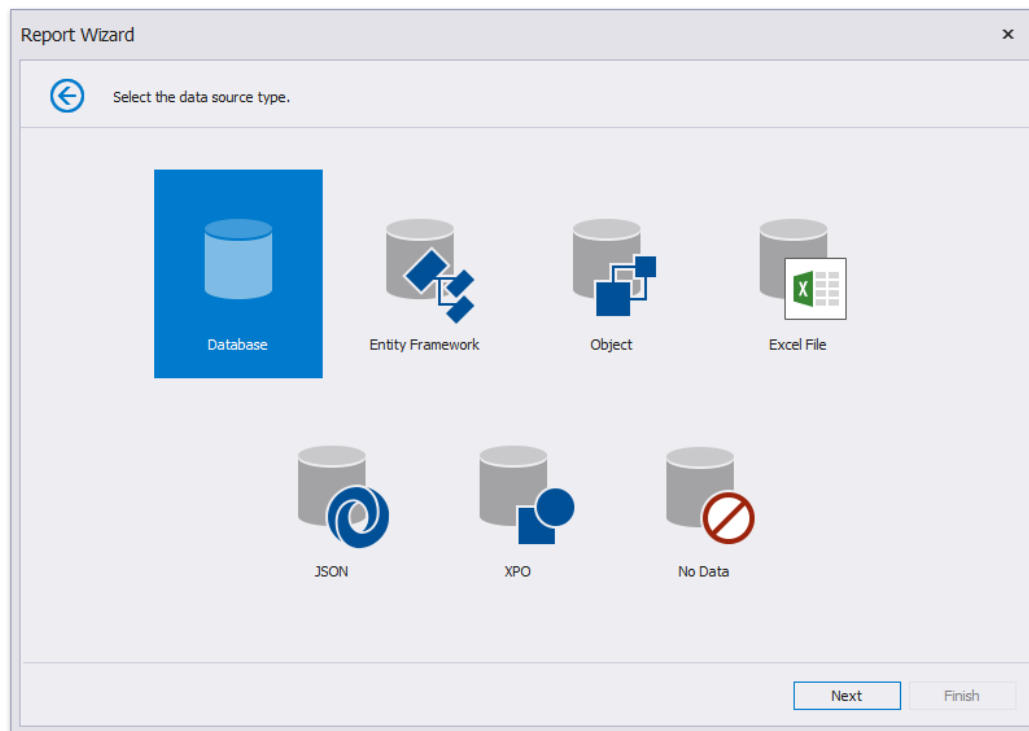 Report Wizard
Select the data source type.
Database
Entity Framework
Object
X
Excel File
JSON
XPO
No Data
Next
Finish